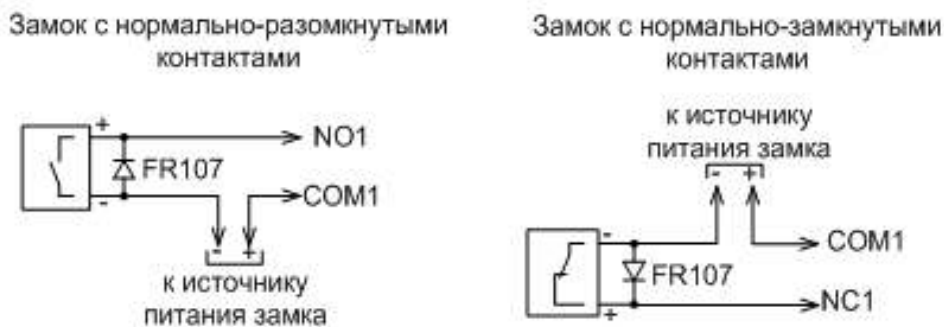 Замок с нормально-разомкнутыми
контактами
+
NO1
FR107
-
COM1
- +
к источнику
питания замка
Замок с нормально-замкнутыми
контактами
к источнику
питания замка
- +
-
COM1
FR107
+
NC1